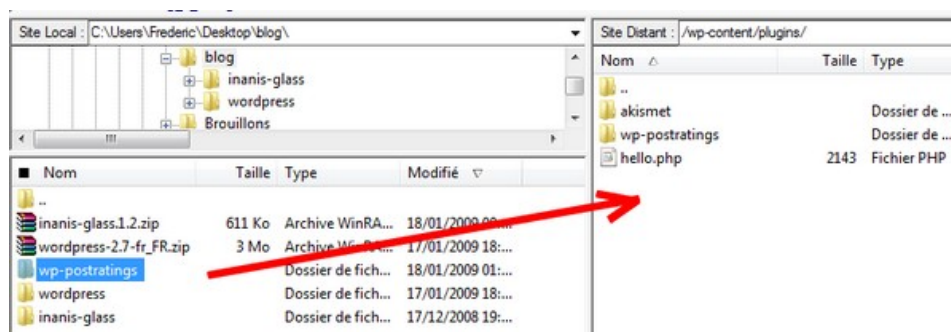 Site Local : C:\Users\Frederic\Desktop\blog\
blog
inanis-glass
wordpress
Brouillons
Nom Taille Type Modifié
..
inanis-glass.1.2.zip 611 Ko Archive WinRA... 18/01/2009
wordpress-2.7-fr_FR.zip 3 Mo Archive 17/01/2009 18:...
wp-postratings Dossier de fich... 18/01/2009 01:...
wordpress Dossier de fich... 17/01/2009 18:...
inanis-glass Dossier de fich... 17/12/2008 19:...
Site Distant : /wp-content/plugins/
Nom Taille Type
..
akismet Dossier de ...
wp-postratings Dossier de ...
hello.php 2143 Fichier PHP